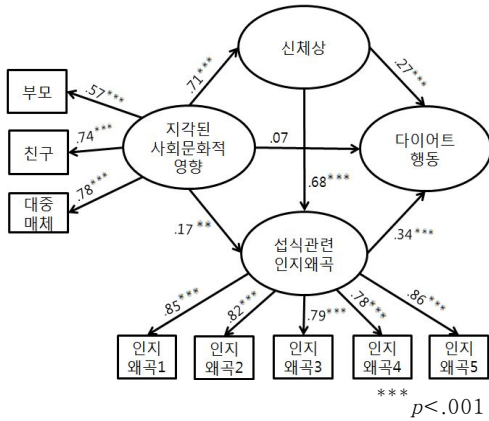 신체상
.71***
.27***
부모
.57***
지각된
사회문화적
영향
.07
다이어트
행동
친구
.74***
.68***
대중
매체
.78***
.17**
섭식관련
인지왜곡
.34***
.85***
.82***
.79***
.78***
.86***
인지
왜곡1
인지
왜곡2
인지
왜곡3
인지
왜곡4
인지
왜곡5
*** p<.001